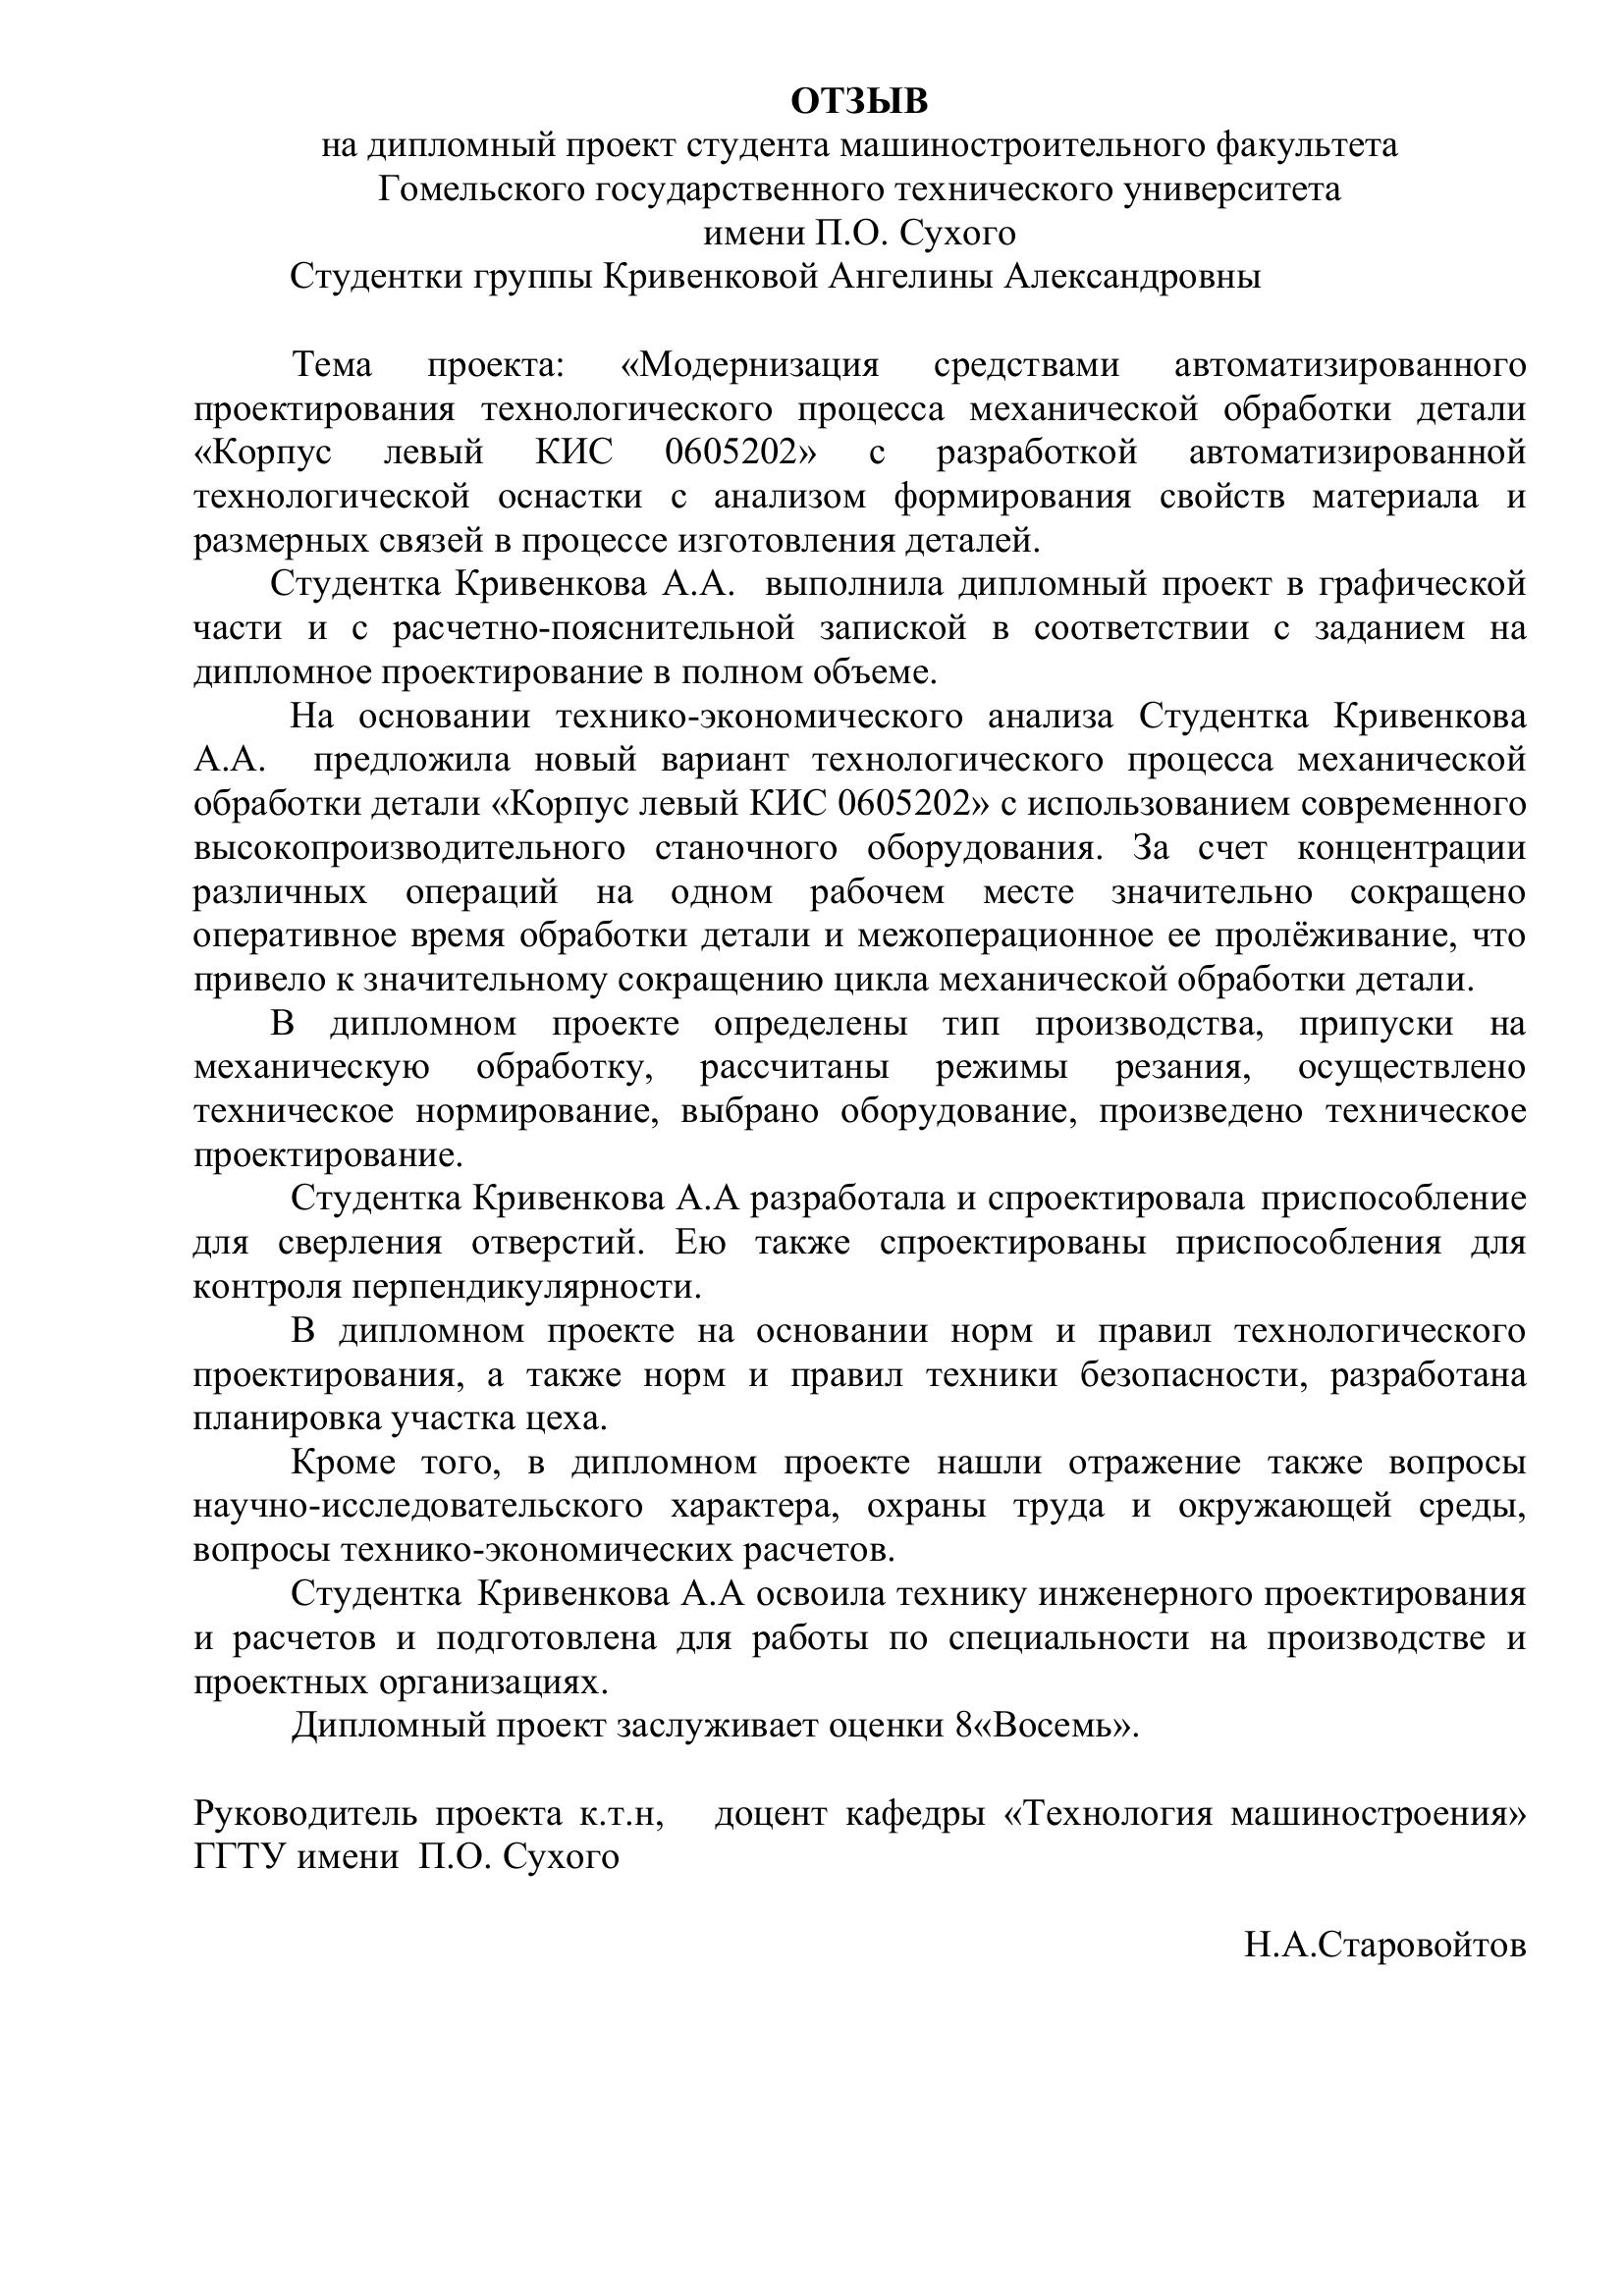 ОТЗЫВ
на дипломный проект студента машиностроительного факультета
Гомельского государственного технического университета
имени П.О. Сухого
Студентки группы Кривенковой Ангелины Александровны
Тема проекта: «Модернизация средствами автоматизированного
проектирования технологического процесса механической обработки детали
«Корпус левый КИС 0605202» с разработкой автоматизированной
технологической оснастки с анализом формирования свойств материала и
размерных связей в процессе изготовления деталей.
Студентка Кривенкова А.А. выполнила дипломный проект в графической
части и с расчетно-пояснительной запиской в соответствии с заданием на
дипломное проектирование в полном объеме.
На основании технико-экономического анализа Студентка Кривенкова
А.А. предложила новый вариант технологического процесса механической
обработки детали «Корпус левый КИС 0605202» с использованием современного
высокопроизводительного станочного оборудования. За счет концентрации
различных операций на одном рабочем месте значительно сокращено
оперативное время обработки детали и межоперационное ее пролёживание, что
привело к значительному сокращению цикла механической обработки детали.
В дипломном проекте определены тип производства, припуски на
механическую обработку, рассчитаны режимы резания, осуществлено
техническое нормирование, выбрано оборудование, произведено техническое
проектирование.
Студентка Кривенкова А.А разработала и спроектировала приспособление
для сверления отверстий. Ею также спроектированы приспособления для
контроля перпендикулярности.
В дипломном проекте на основании норм и правил технологического
проектирования, а также норм и правил техники безопасности, разработана
планировка участка цеха.
Кроме того, в дипломном проекте нашли отражение также вопросы
научно-исследовательского характера, охраны труда и окружающей среды,
вопросы технико-экономических расчетов.
Студентка Кривенкова А.А освоила технику инженерного проектирования
и расчетов и подготовлена для работы по специальности на производстве и
проектных организациях.
Дипломный проект заслуживает оценки 8«Восемь».
Руководитель проекта к.т.н, доцент кафедры «Технология машиностроения»
ГГТУ имени П.О. Сухого
Н.А.Старовойтов